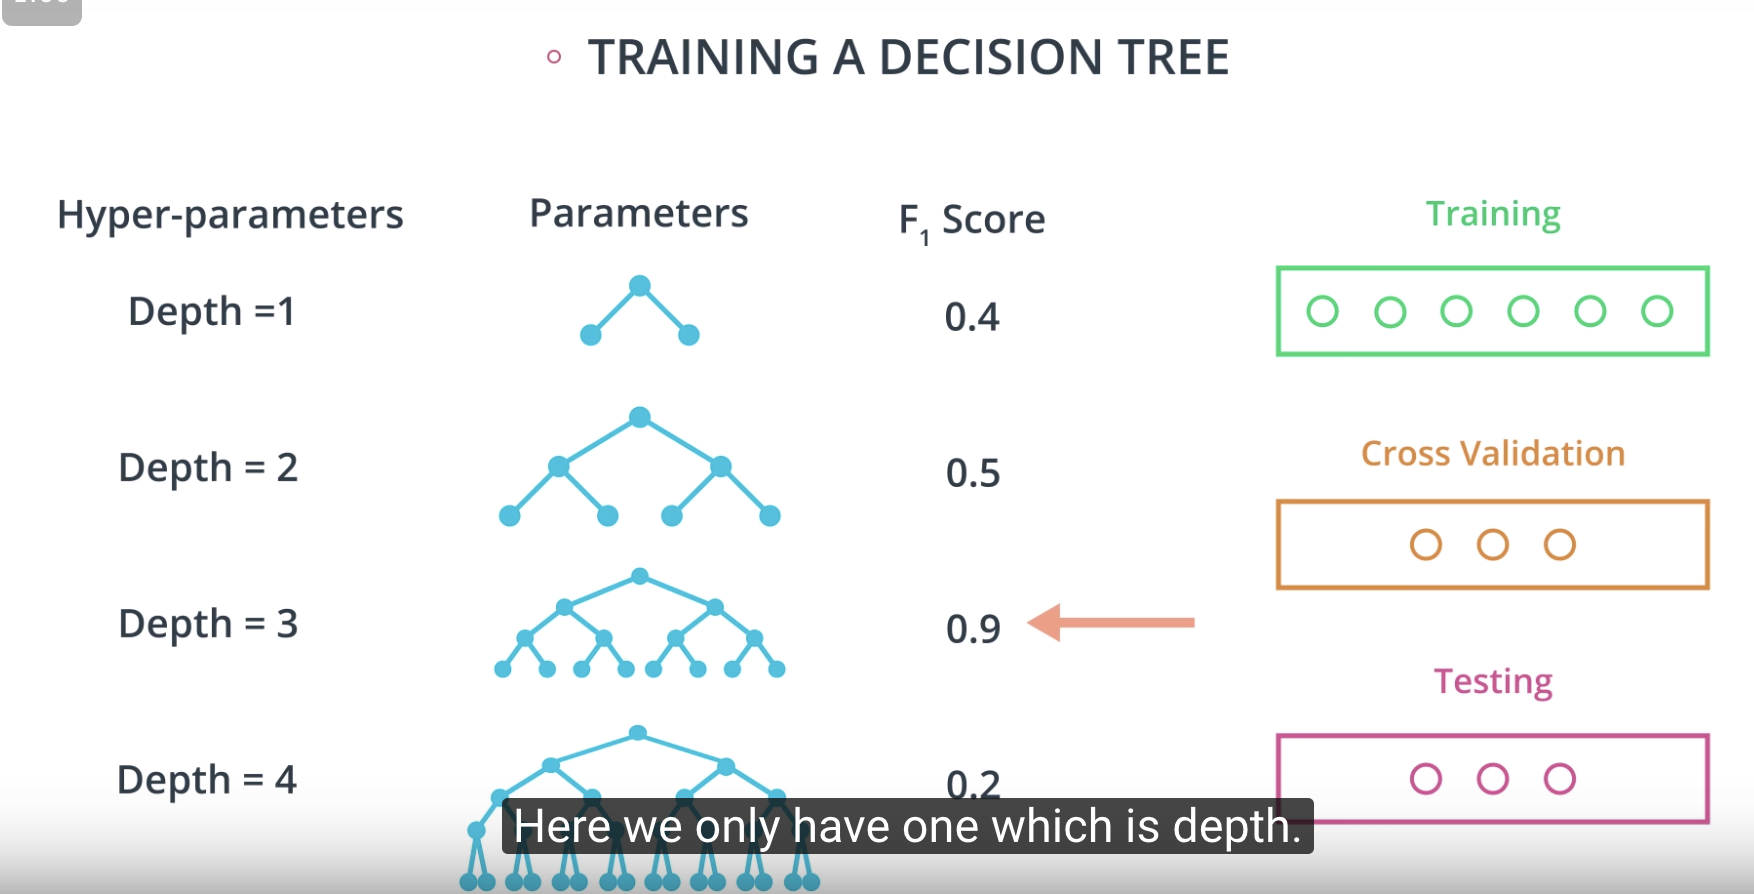 TRAINING A DECISION TREE
Hyper-parameters
Parameters
F1 Score
Training
Depth =1
0.4
Depth = 2
0.5
Cross Validation
Depth = 3
0.9
Testing
Depth = 4
0.2
Here we only have one which is depth.